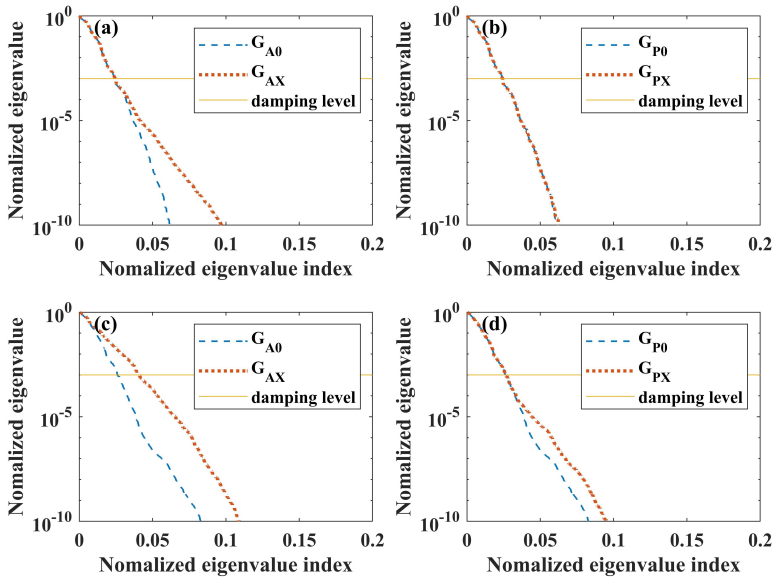 (a)
G_A0
G_AX
damping level
10^0
10^-5
10^-10
0
0.05
0.1
0.15
0.2
Nomalized eigenvalue
Nomalized eigenvalue index
(b)
G_P0
G_PX
damping level
10^0
10^-5
10^-10
0
0.05
0.1
0.15
0.2
Nomalized eigenvalue
Nomalized eigenvalue index
(c)
G_A0
G_AX
damping level
10^0
10^-5
10^-10
0
0.05
0.1
0.15
0.2
Nomalized eigenvalue
Nomalized eigenvalue index
(d)
G_P0
G_PX
damping level
10^0
10^-5
10^-10
0
0.05
0.1
0.15
0.2
Nomalized eigenvalue
Nomalized eigenvalue index